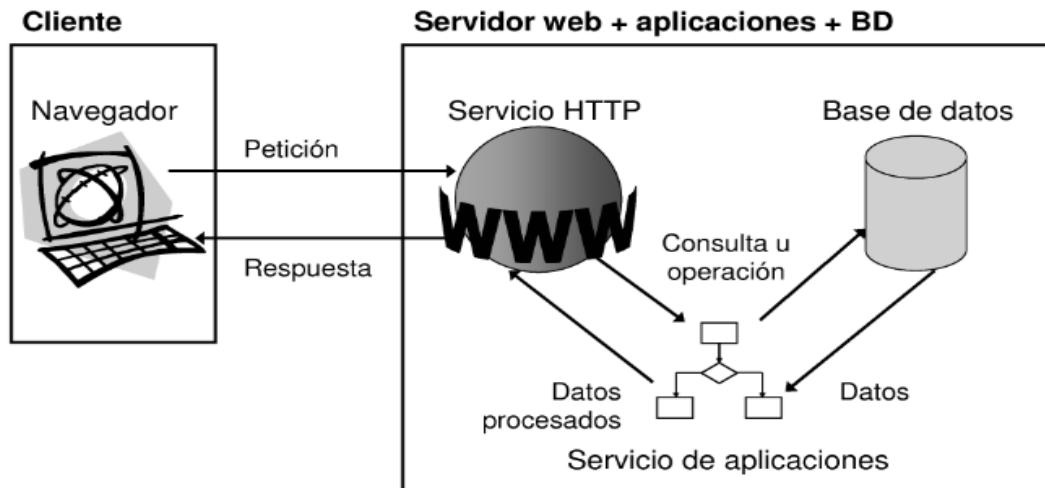 Cliente
Servidor web + aplicaciones + BD
Navegador
Servicio HTTP
Base de datos
Petición
WWW
Respuesta
Consulta u
operación
Datos
procesados
Datos
Servicio de aplicaciones